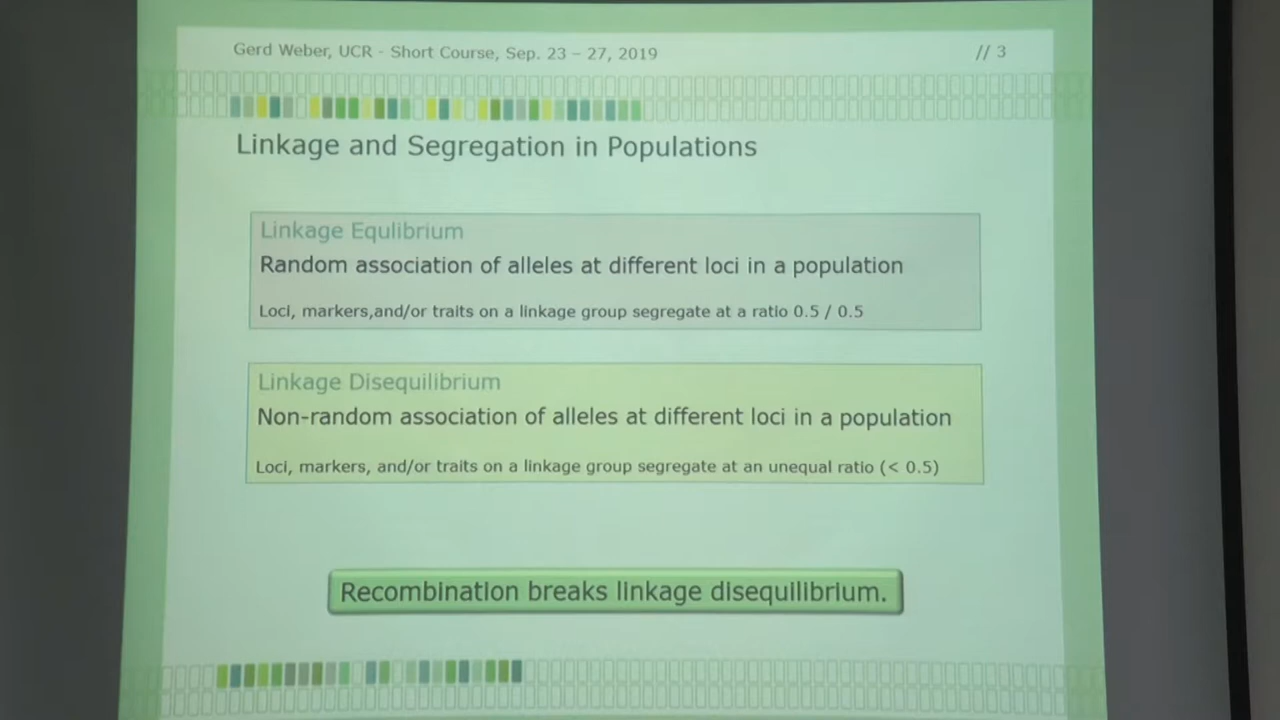 Gerd Weber, UCR - Short Course, Sep. 23 – 27, 2019 // 3
Linkage and Segregation in Populations
Linkage Equlibrium
Random association of alleles at different loci in a population
Loci, markers,and/or traits on a linkage group segregate at a ratio 0.5 / 0.5
Linkage Disequilibrium
Non-random association of alleles at different loci in a population
Loci, markers, and/or traits on a linkage group segregate at an unequal ratio (< 0.5)
Recombination breaks linkage disequilibrium.